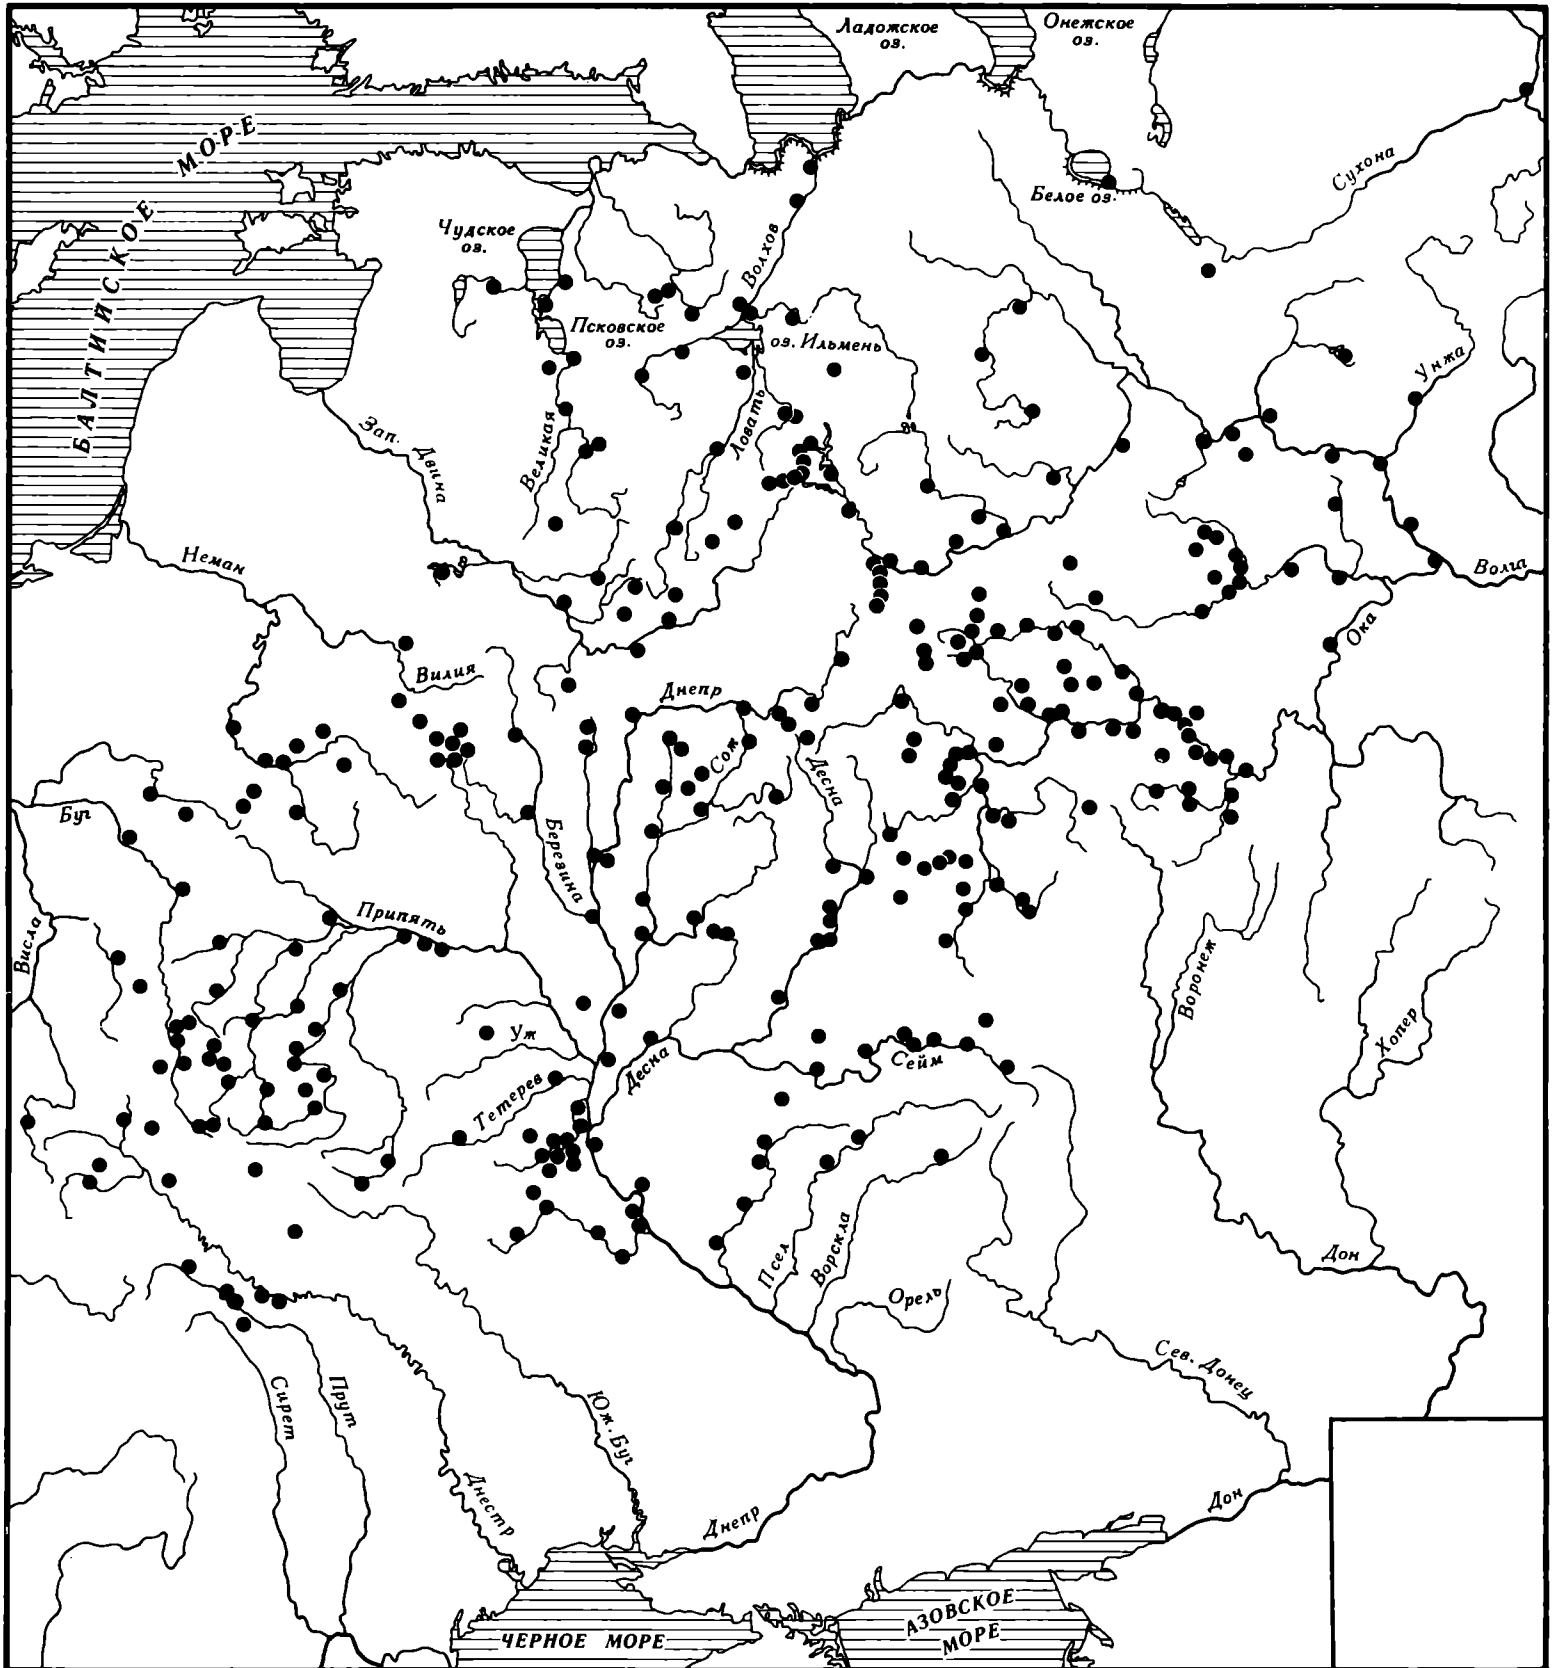 Ладожское
оз.
Онежское
оз.
БАЛТИЙСКОЕ МОРЕ
Сухона
Белое оз.
Чудское
оз.
Волхов
Псковское
оз.
оз. Ильмень
Унжа
Зап. Двина
Великая
Ловать
Неман
Волга
Ока
Вилия
Днепр
Сож
Десна
Буг
Березина
Висла
Припять
Воронеж
Хопер
Уж
Десна
Сейм
Тетерев
Псел
Ворскла
Дон
Орель
Сев. Донец
Сирет
Прут
Юж. Буг
Днестр
Днепр
Дон
ЧЕРНОЕ МОРЕ
АЗОВСКОЕ
МОРЕ